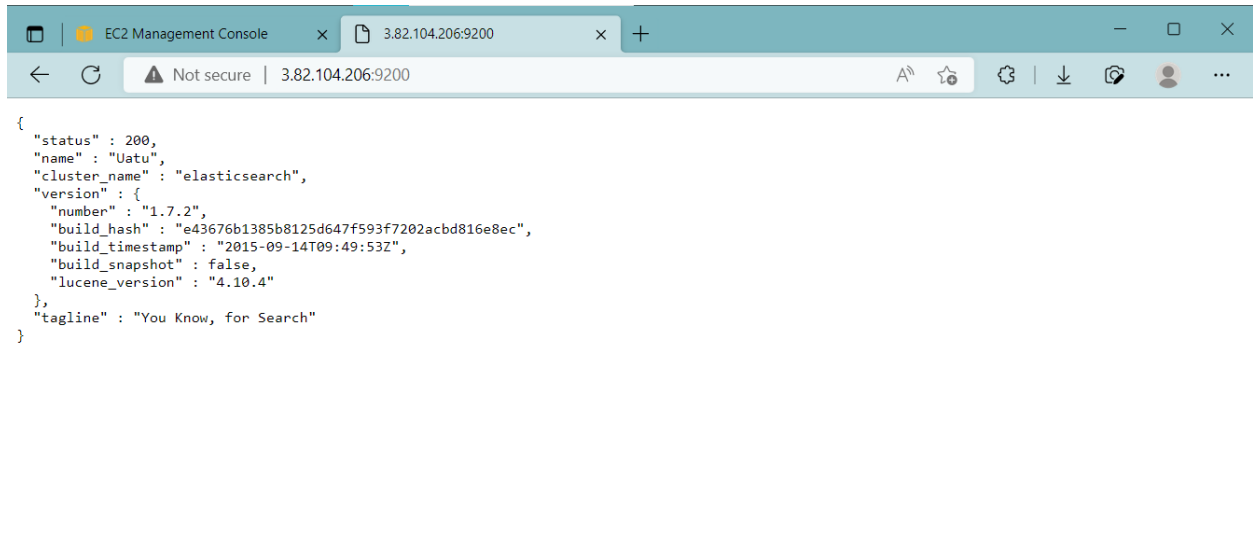 EC2 Management Console
3.82.104.206:9200
Not secure | 3.82.104.206:9200
{
  "status" : 200,
  "name" : "Uatu",
  "cluster_name" : "elasticsearch",
  "version" : {
    "number" : "1.7.2",
    "build_hash" : "e43676b1385b8125d647f593f7202acbd816e8ec",
    "build_timestamp" : "2015-09-14T09:49:53Z",
    "build_snapshot" : false,
    "lucene_version" : "4.10.4"
  },
  "tagline" : "You Know, for Search"
}